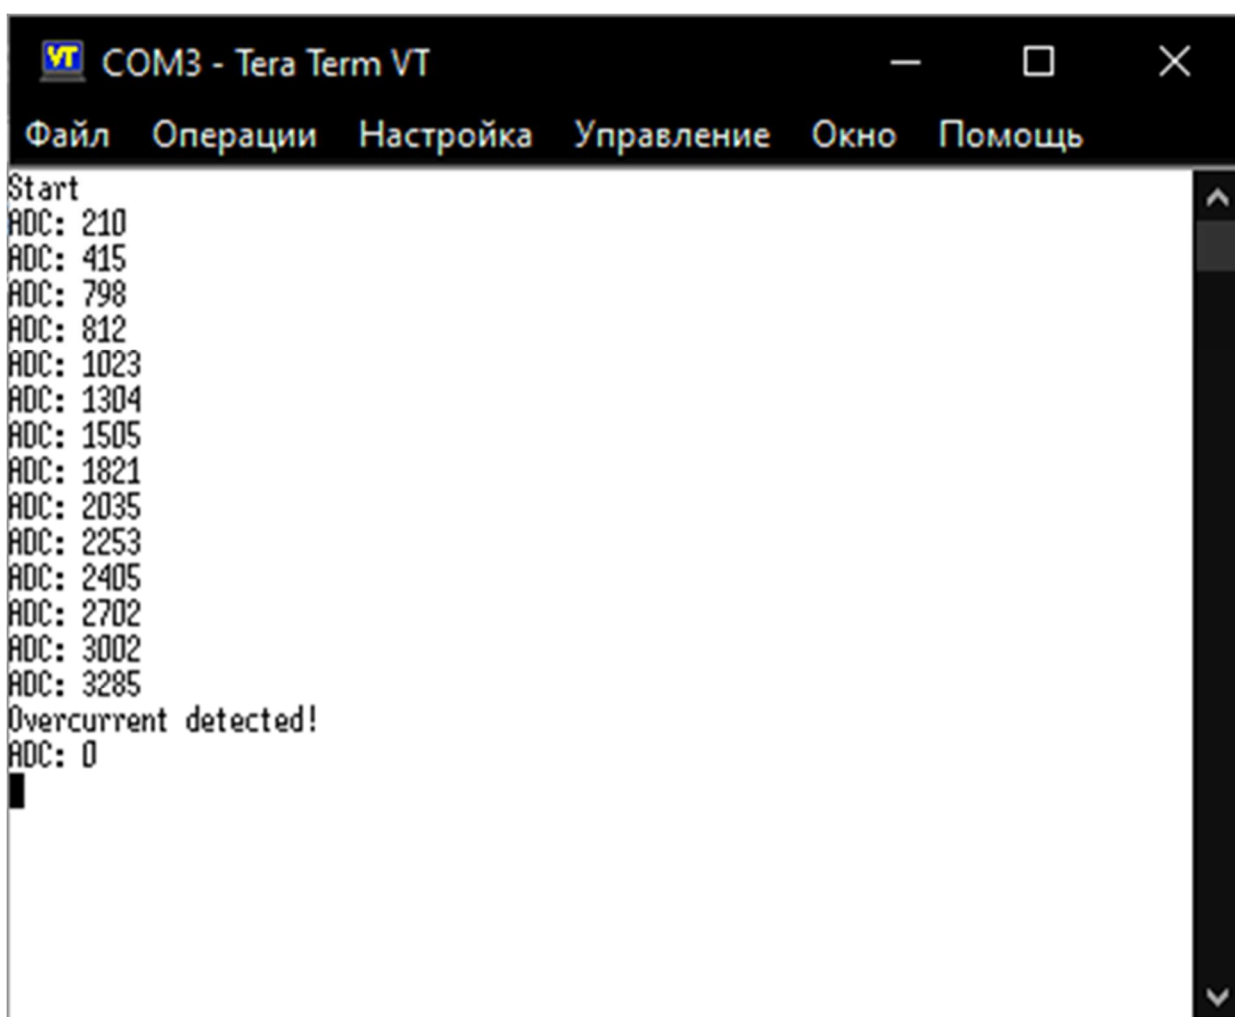 VT COM3 - Tera Term VT
Файл Операции Настройка Управление Окно Помощь
Start
ADC: 210
ADC: 415
ADC: 798
ADC: 812
ADC: 1023
ADC: 1304
ADC: 1505
ADC: 1821
ADC: 2035
ADC: 2253
ADC: 2405
ADC: 2702
ADC: 3002
ADC: 3285
Overcurrent detected!
ADC: 0